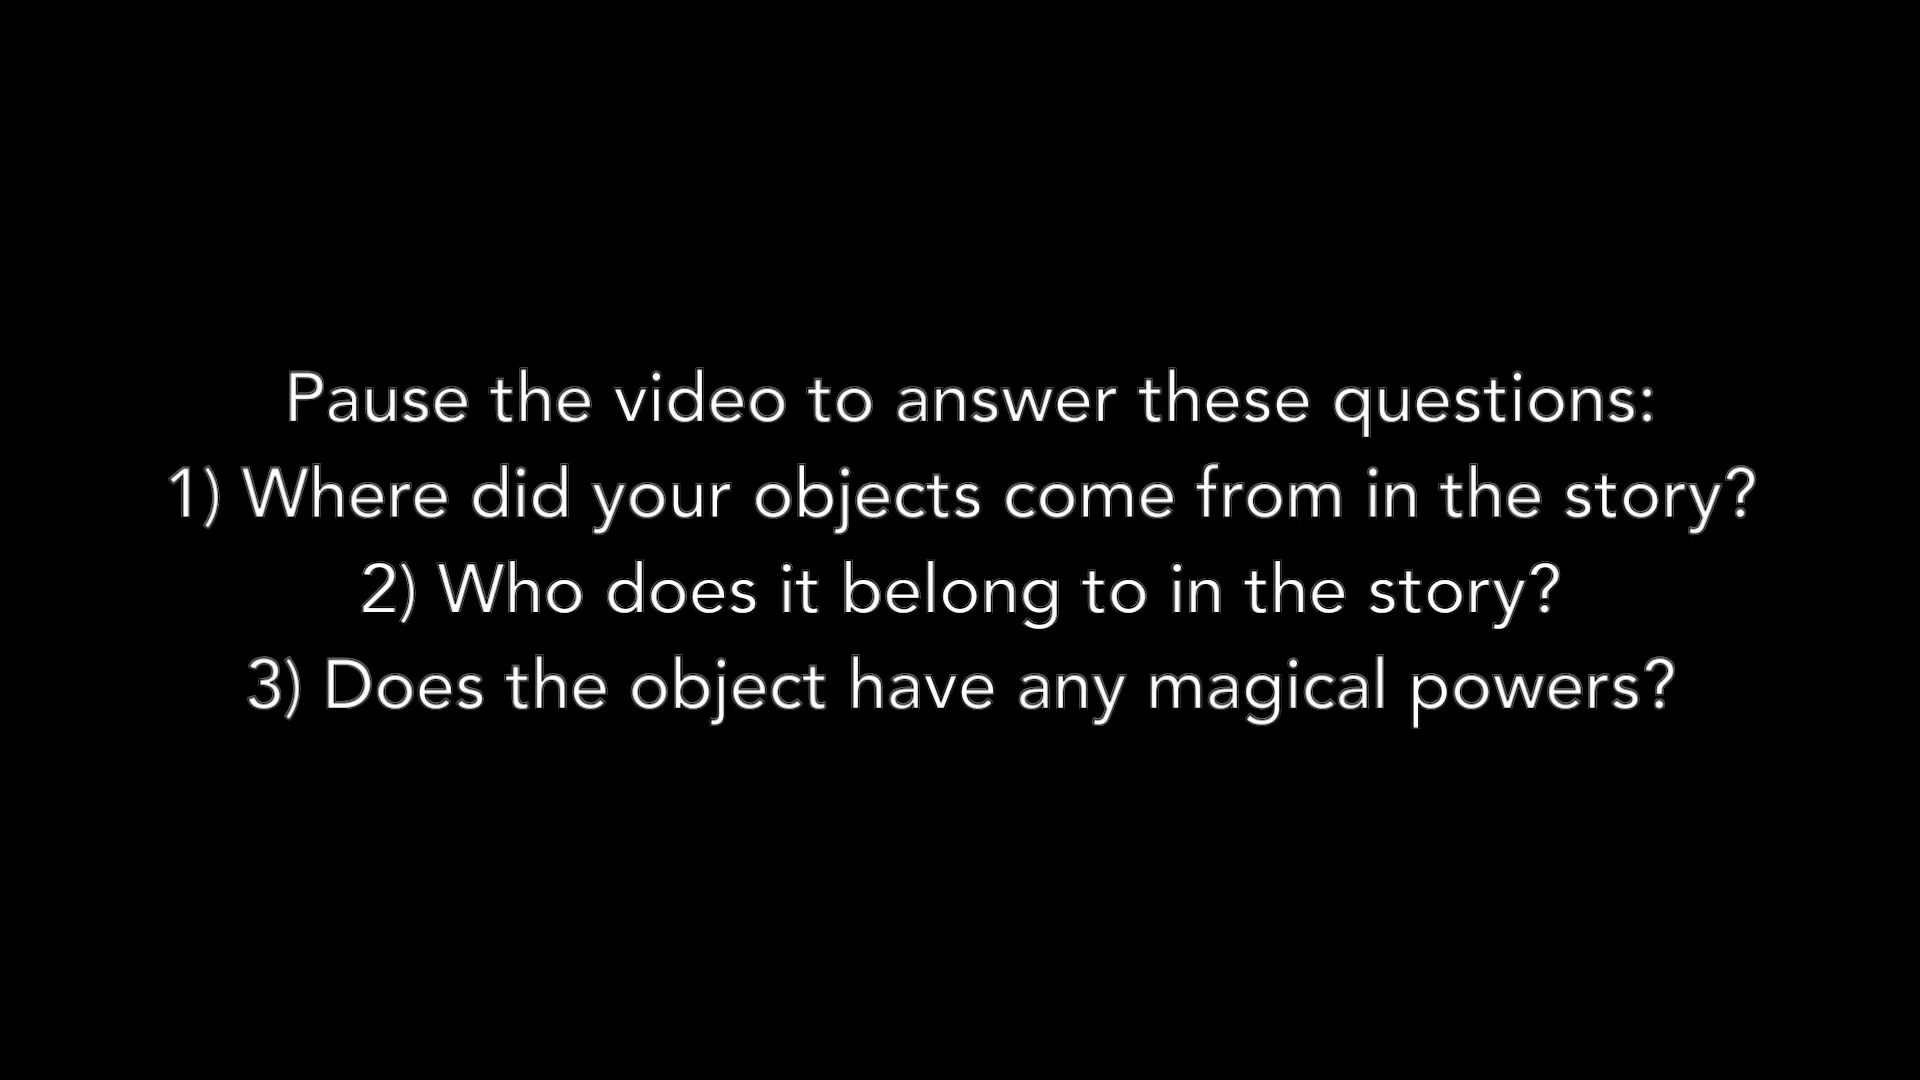 Pause the video to answer these questions:
1) Where did your objects come from in the story?
2) Who does it belong to in the story?
3) Does the object have any magical powers?